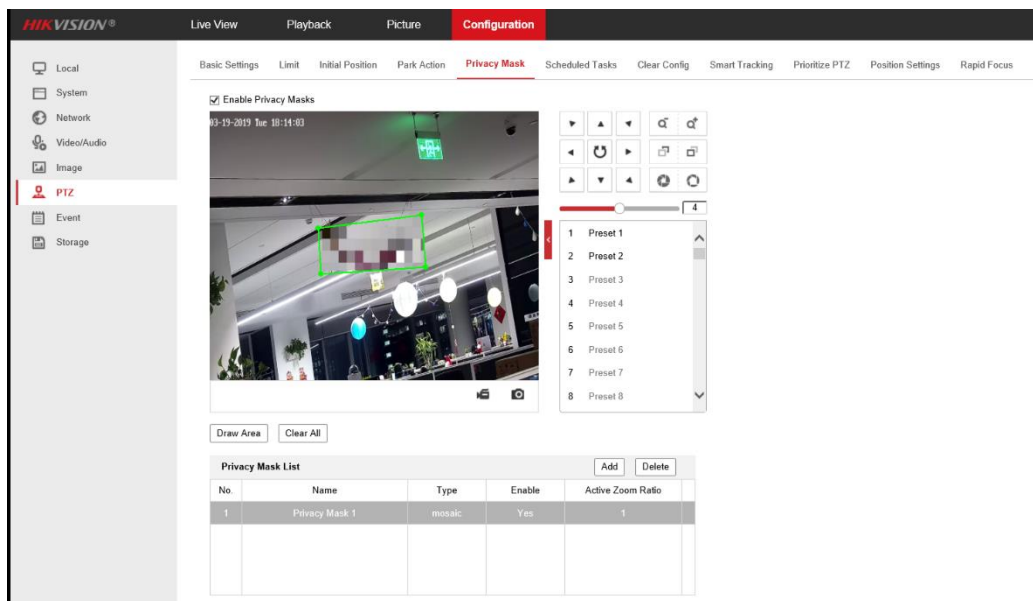 HIKVISION®
Live View Playback Picture Configuration
Local
System
Network
Video/Audio
Image
PTZ
Event
Storage
Basic Settings Limit Initial Position Park Action Privacy Mask Scheduled Tasks Clear Config Smart Tracking Prioritize PTZ Position Settings Rapid Focus
Enable Privacy Masks
03-19-2019 Tue 18:14:03
4
1 Preset 1
2 Preset 2
3 Preset 3
4 Preset 4
5 Preset 5
6 Preset 6
7 Preset 7
8 Preset 8
Draw Area Clear All
Privacy Mask List Add Delete
No. Name Type Enable Active Zoom Ratio
1 Privacy Mask 1 mosaic Yes 1